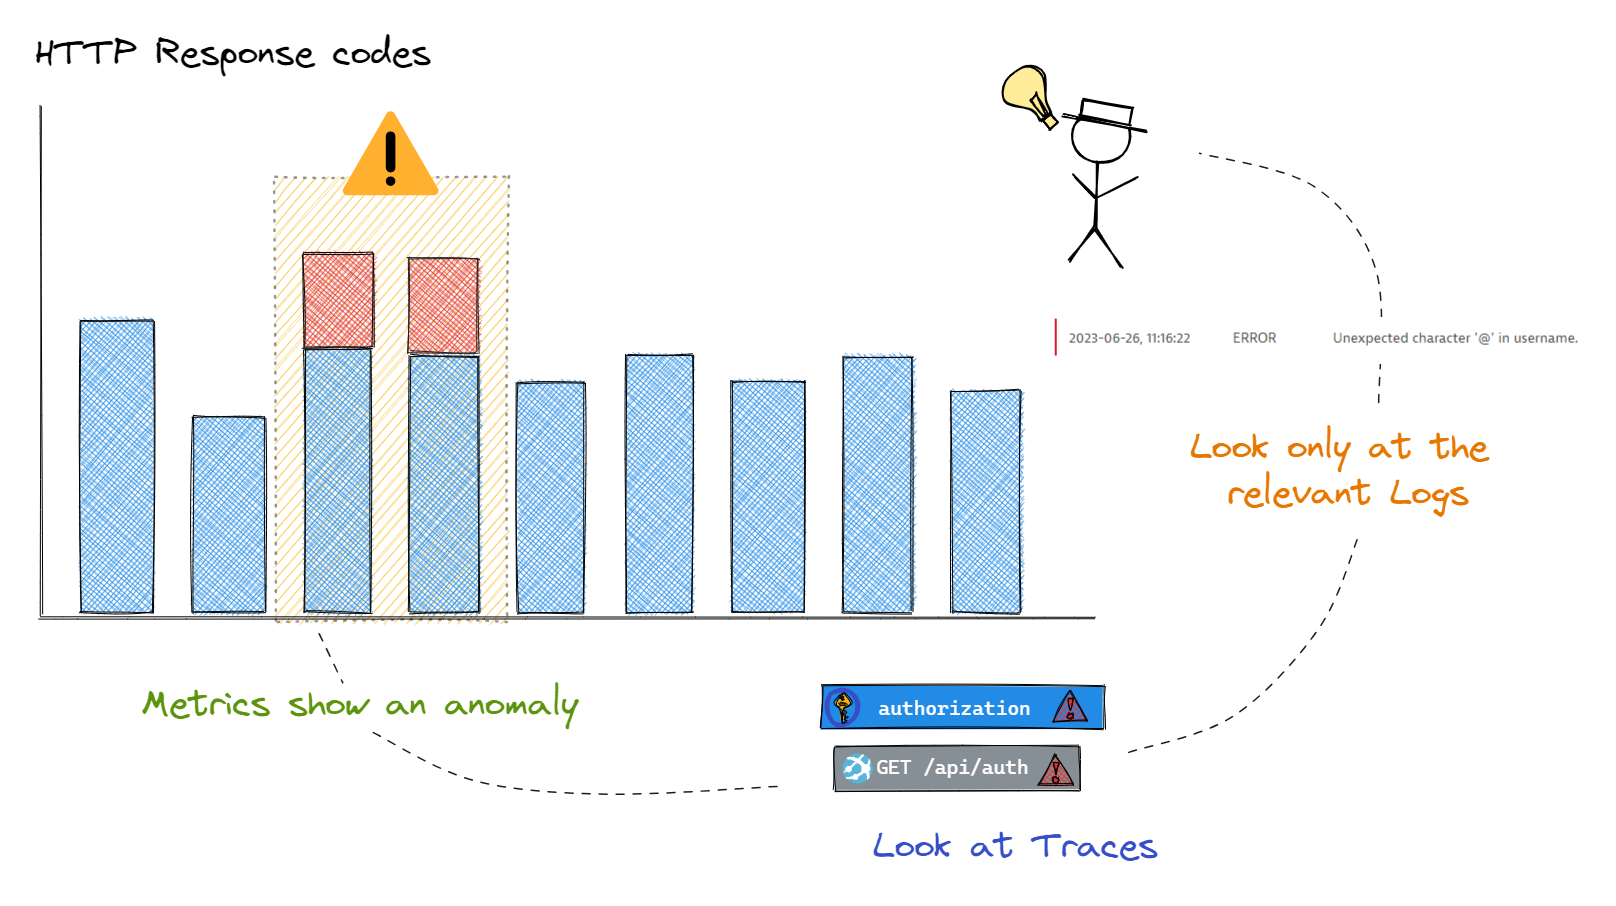 HTTP Response codes
2023-06-26, 11:16:22 ERROR Unexpected character '@' in username.
Look only at the
relevant Logs
Metrics show an anomaly
authorization
GET /api/auth
Look at Traces